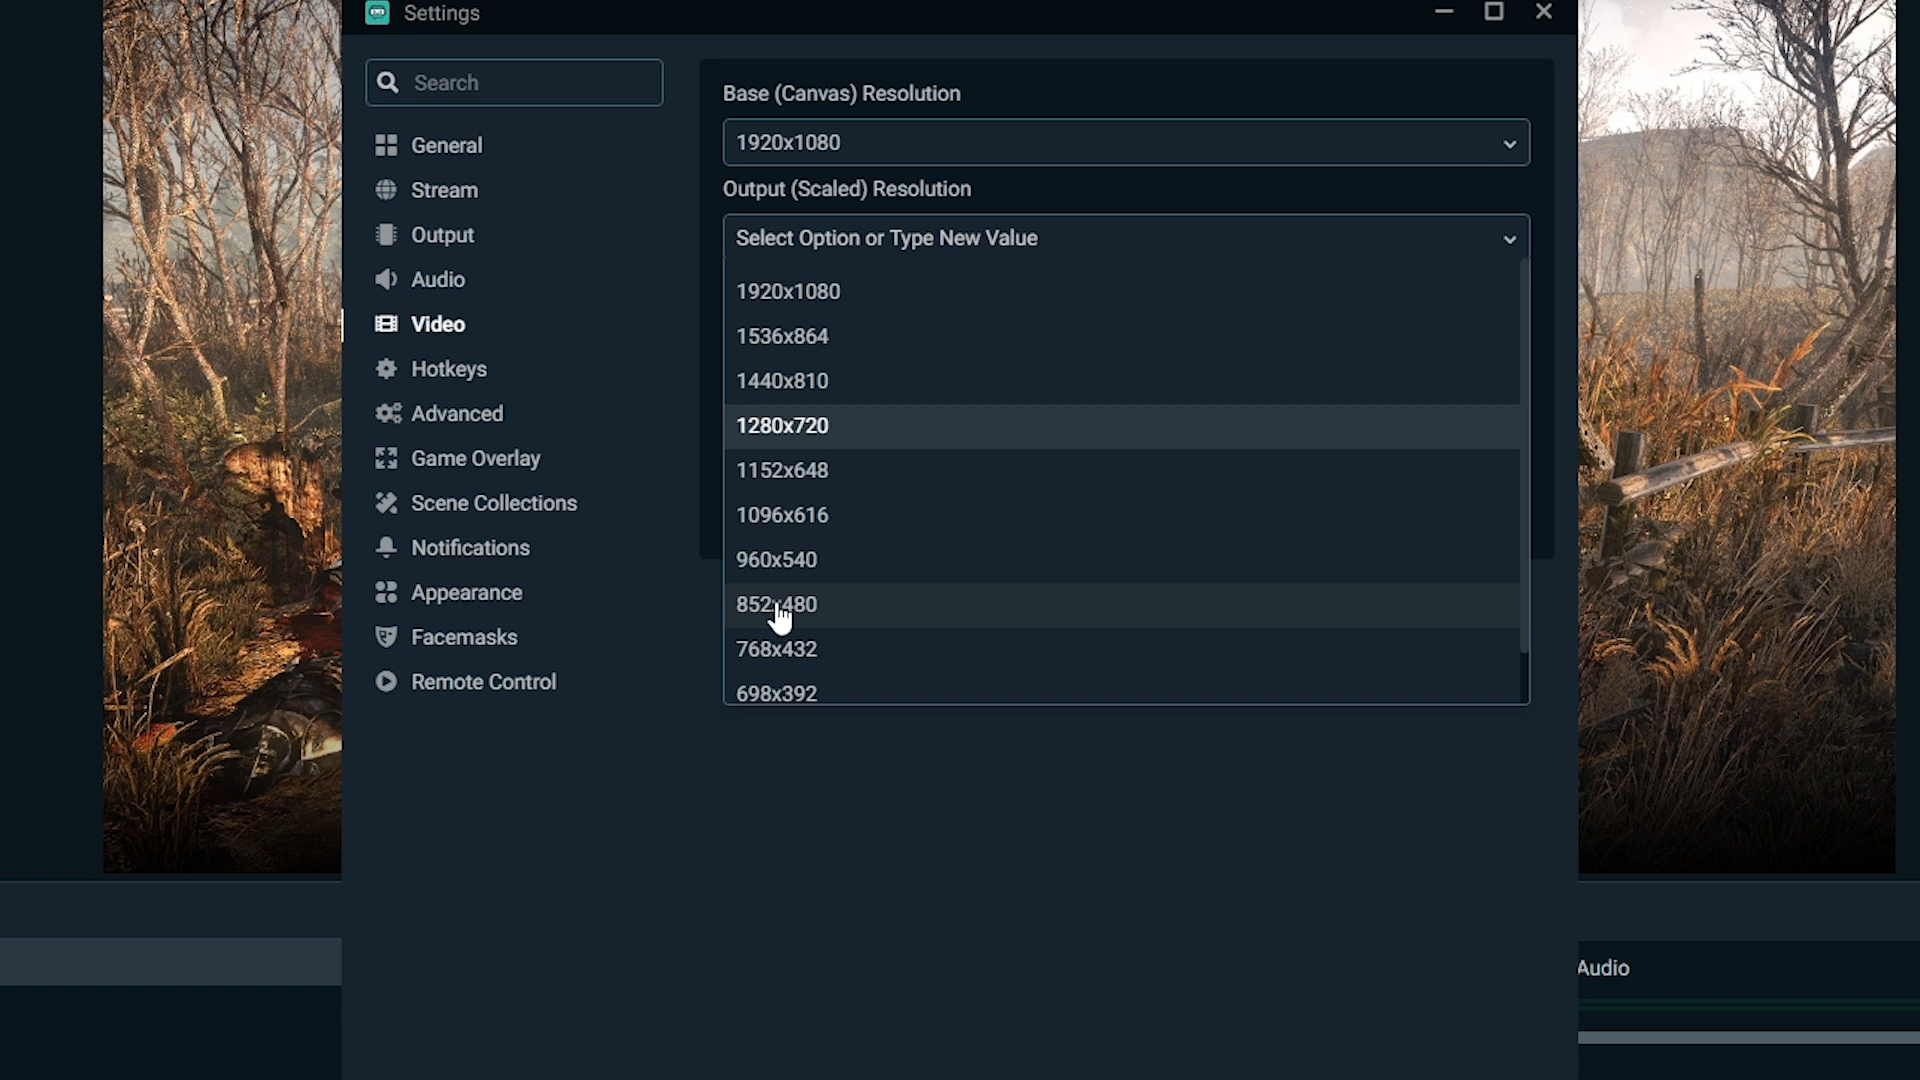 Settings
Search
General
Stream
Output
Audio
Video
Hotkeys
Advanced
Game Overlay
Scene Collections
Notifications
Appearance
Facemasks
Remote Control
Base (Canvas) Resolution
1920x1080
Output (Scaled) Resolution
Select Option or Type New Value
1920x1080
1536x864
1440x810
1280x720
1152x648
1096x616
960x540
852x480
768x432
698x392
Audio